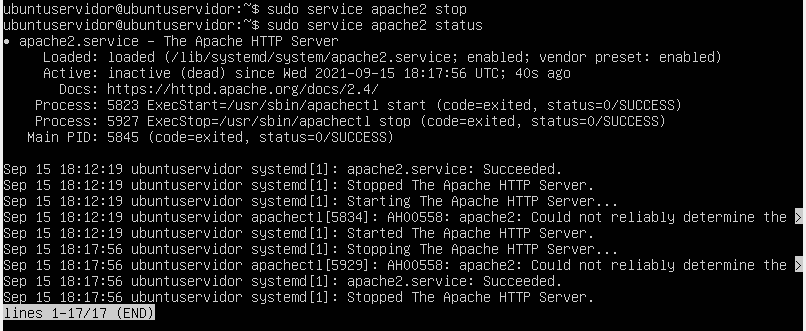 ubuntuservidor@ubuntuservidor:~$ sudo service apache2 stop
ubuntuservidor@ubuntuservidor:~$ sudo service apache2 status
● apache2.service - The Apache HTTP Server
Loaded: loaded (/lib/systemd/system/apache2.service; enabled; vendor preset: enabled)
Active: inactive (dead) since Wed 2021-09-15 18:17:56 UTC; 40s ago
Docs: https://httpd.apache.org/docs/2.4/
Process: 5823 ExecStart=/usr/sbin/apachectl start (code=exited, status=0/SUCCESS)
Process: 5927 ExecStop=/usr/sbin/apachectl stop (code=exited, status=0/SUCCESS)
Main PID: 5845 (code=exited, status=0/SUCCESS)

Sep 15 18:12:19 ubuntuservidor systemd[1]: apache2.service: Succeeded.
Sep 15 18:12:19 ubuntuservidor systemd[1]: Stopped The Apache HTTP Server.
Sep 15 18:12:19 ubuntuservidor systemd[1]: Starting The Apache HTTP Server...
Sep 15 18:12:19 ubuntuservidor apachectl[5834]: AH00558: apache2: Could not reliably determine the >
Sep 15 18:12:19 ubuntuservidor systemd[1]: Started The Apache HTTP Server.
Sep 15 18:17:56 ubuntuservidor systemd[1]: Stopping The Apache HTTP Server...
Sep 15 18:17:56 ubuntuservidor apachectl[5929]: AH00558: apache2: Could not reliably determine the >
Sep 15 18:17:56 ubuntuservidor systemd[1]: apache2.service: Succeeded.
Sep 15 18:17:56 ubuntuservidor systemd[1]: Stopped The Apache HTTP Server.
lines 1-17/17 (END)